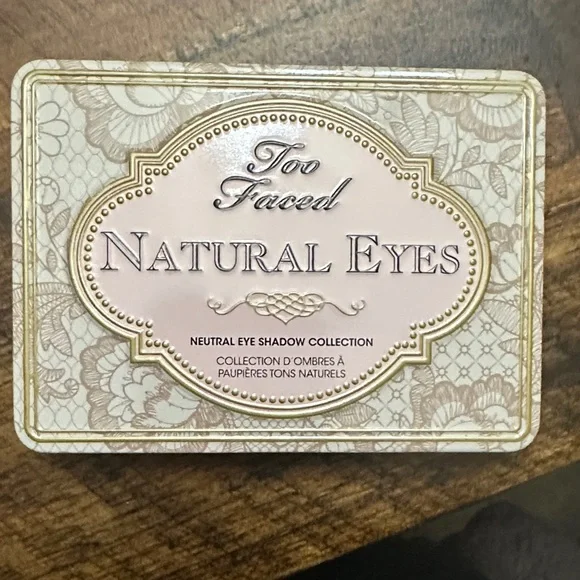 Too
Faced
NATURAL EYES
NEUTRAL EYE SHADOW COLLECTION
COLLECTION D'OMBRES À
PAUPIÈRES TONS NATURELS